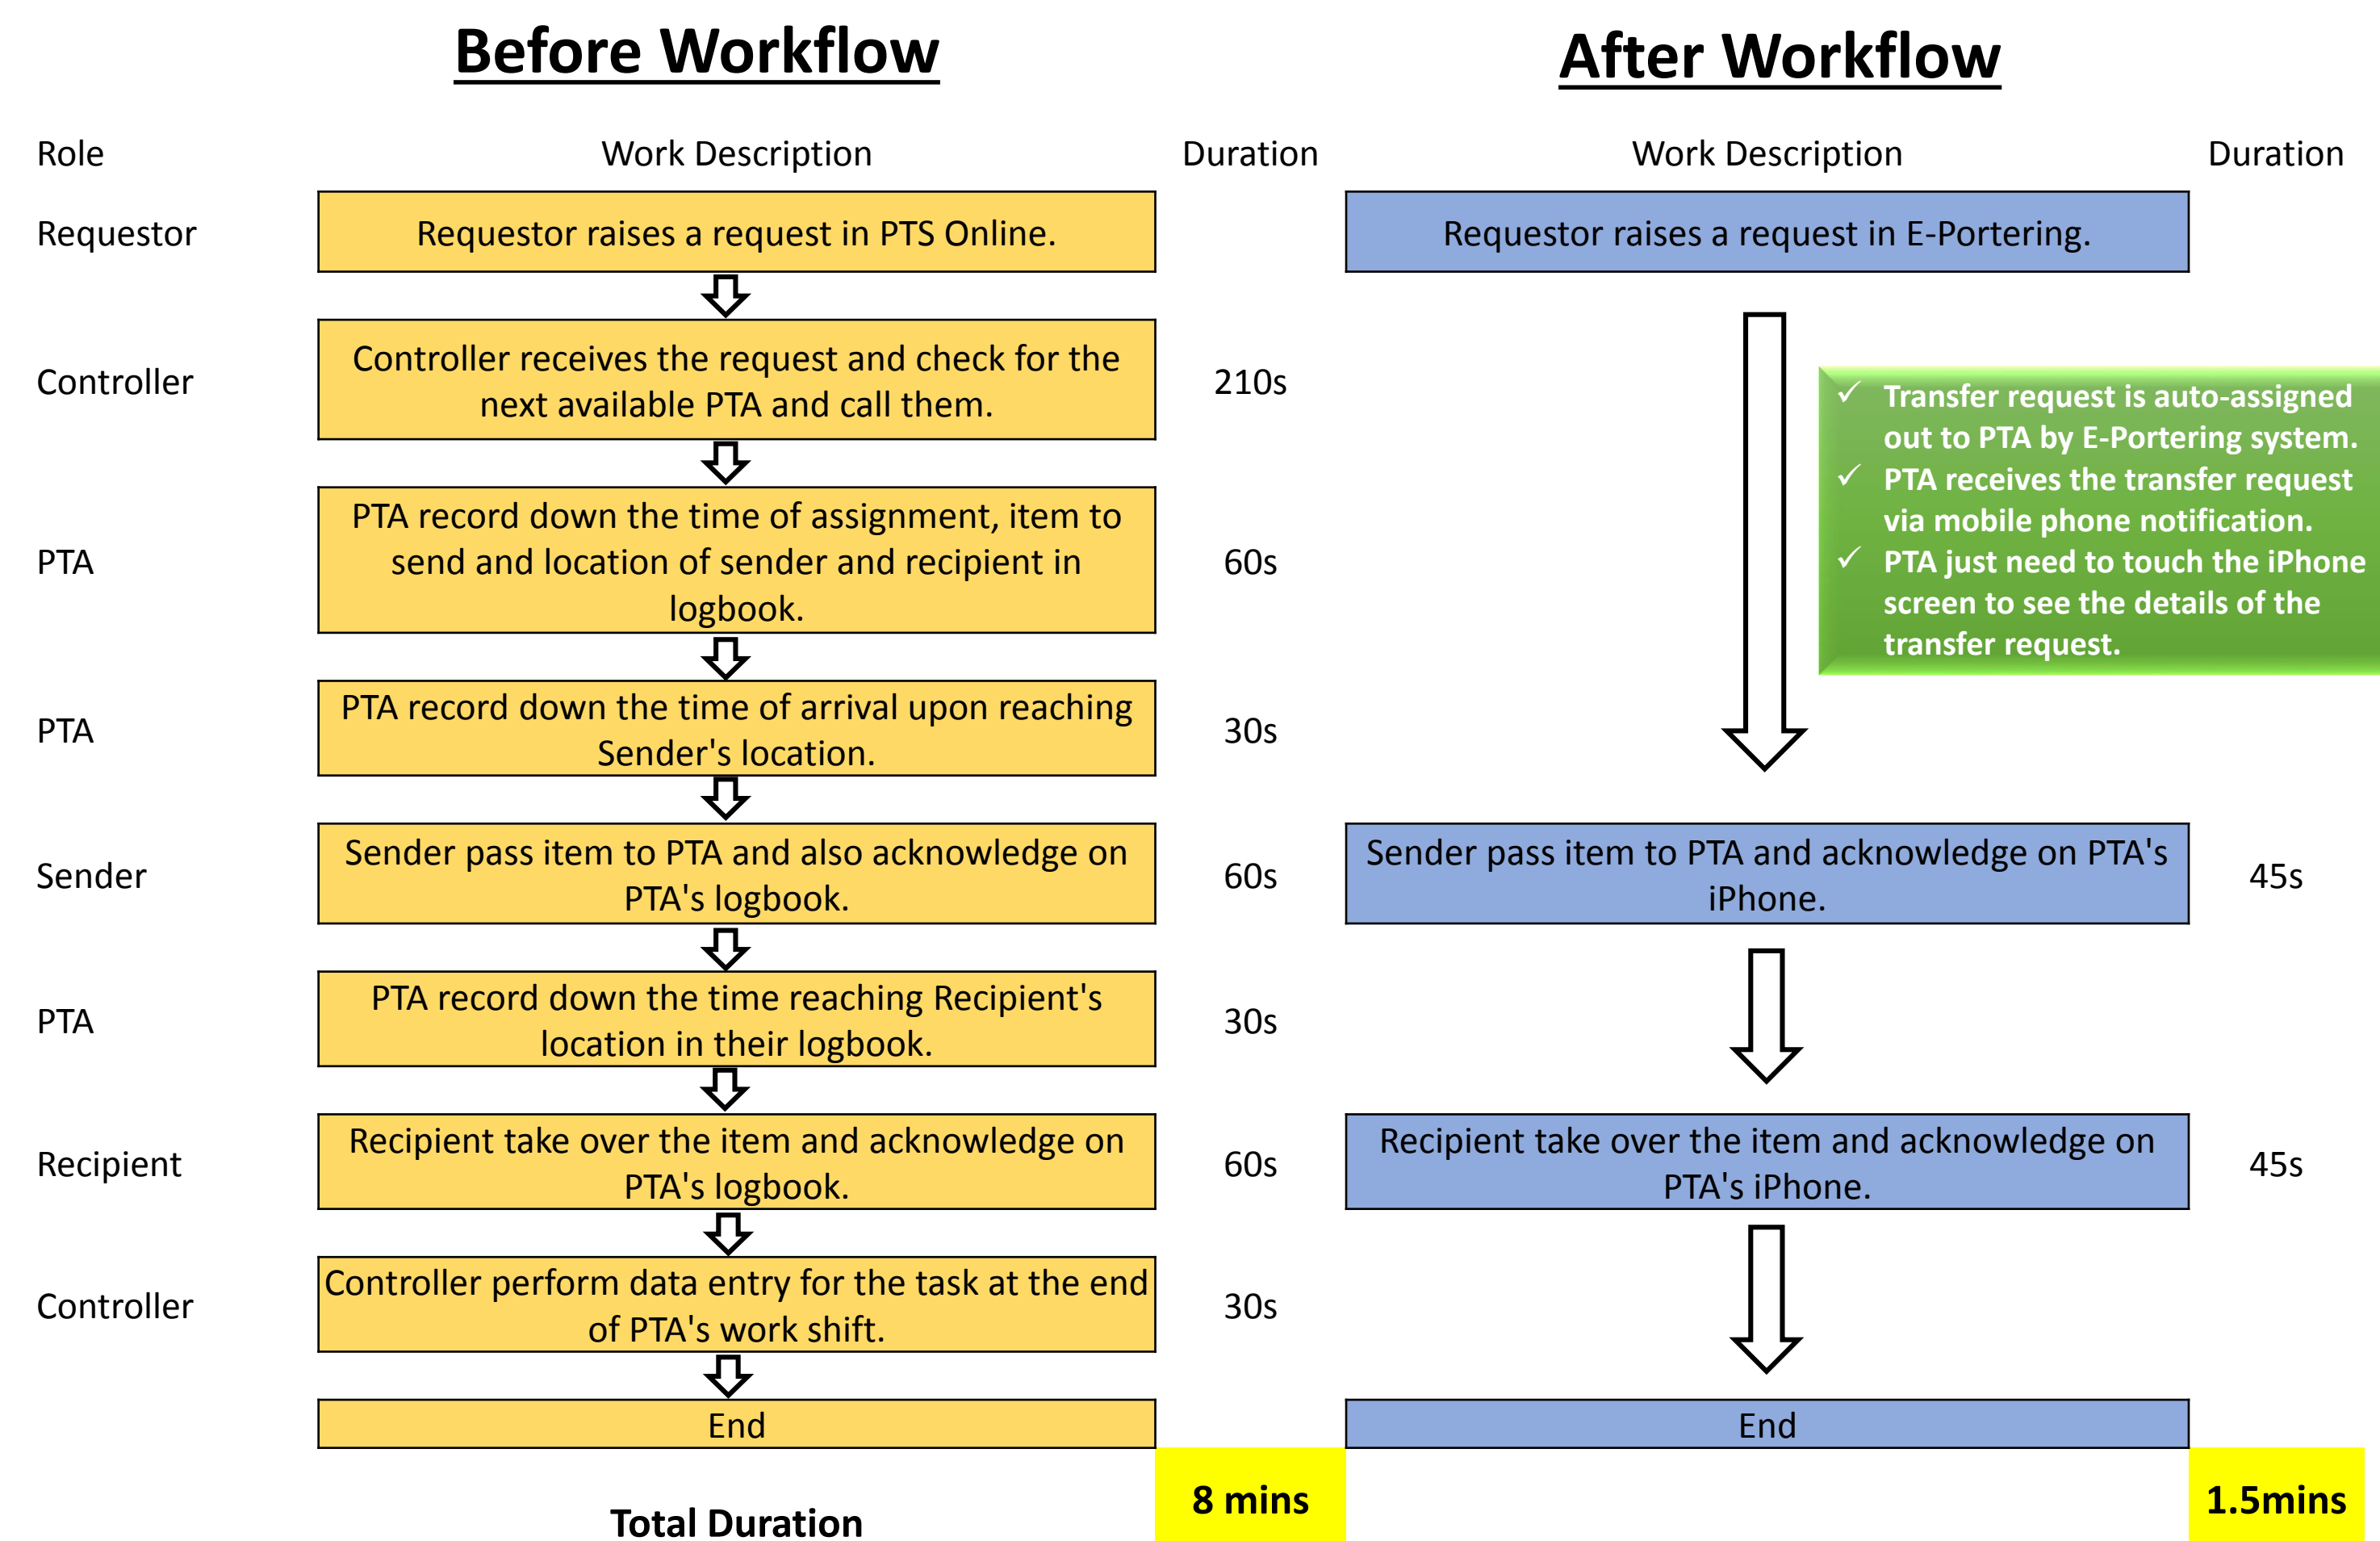 Before Workflow
After Workflow
Role
Work Description
Duration
Work Description
Duration
Requestor
Requestor raises a request in PTS Online.
Requestor raises a request in E-Portering.
Controller
Controller receives the request and check for the
next available PTA and call them.
210s
Transfer request is auto-assigned
out to PTA by E-Portering system.
PTA receives the transfer request
via mobile phone notification.
PTA just need to touch the iPhone
screen to see the details of the
transfer request.
PTA
PTA record down the time of assignment, item to
send and location of sender and recipient in
logbook.
60s
PTA
PTA record down the time of arrival upon reaching
Sender's location.
30s
Sender
Sender pass item to PTA and also acknowledge on
PTA's logbook.
60s
Sender pass item to PTA and acknowledge on PTA's
iPhone.
45s
PTA
PTA record down the time reaching Recipient's
location in their logbook.
30s
Recipient
Recipient take over the item and acknowledge on
PTA's logbook.
60s
Recipient take over the item and acknowledge on
PTA's iPhone.
45s
Controller
Controller perform data entry for the task at the end
of PTA's work shift.
30s
End
End
Total Duration
8 mins
1.5mins